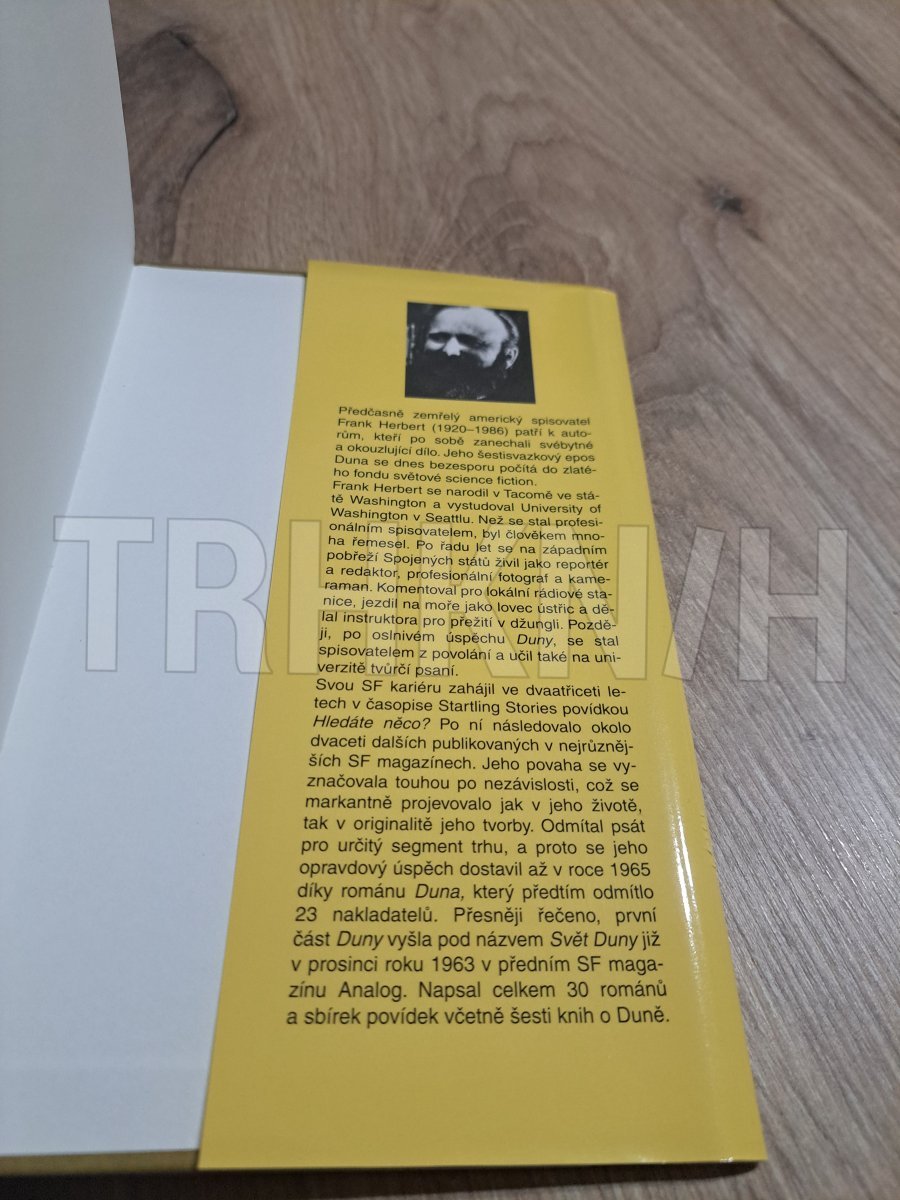 Předčasně zemřelý americký spisovatel
Frank Herbert (1920–1986) patří k auto-
rům, kteří po sobě zanechali svébytné
a okouzlující dílo. Jeho šestisvazkový epos
Duna se dnes bezesporu počítá do zlaté-
ho fondu světové science fiction.
Frank Herbert se narodil v Tacomě ve stá-
tě Washington a vystudoval University of
Washington v Seattlu. Než se stal profesi-
onálním spisovatelem, byl člověkem mno-
ha řemesel. Po řadu let se na západním
pobřeží Spojených států živil jako reportér
a redaktor, profesionální fotograf a kame-
raman. Komentoval pro lokální rádiové sta-
nice, jezdil na moře jako lovec ústřic a dě-
lal instruktora pro přežití v džungli. Pozdě-
ji, po oslnivém úspěchu Duny, se stal
spisovatelem z povolání a učil také na uni-
verzitě tvůrčí psaní.
Svou SF kariéru zahájil ve dvaatřiceti le-
tech v časopise Startling Stories povídkou
Hledáte něco? Po ní následovalo okolo
dvaceti dalších publikovaných v nejrůzněj-
ších SF magazínech. Jeho povaha se vy-
značovala touhou po nezávislosti, což se
markantně projevovalo jak v jeho životě,
tak v originalitě jeho tvorby. Odmítal psát
pro určitý segment trhu, a proto se jeho
opravdový úspěch dostavil až v roce 1965
díky románu Duna, který předtím odmítlo
23 nakladatelů. Přesněji řečeno, první
část Duny vyšla pod názvem Svět Duny již
v prosinci roku 1963 v předním SF maga-
zínu Analog. Napsal celkem 30 románů
a sbírek povídek včetně šesti knih o Duně.